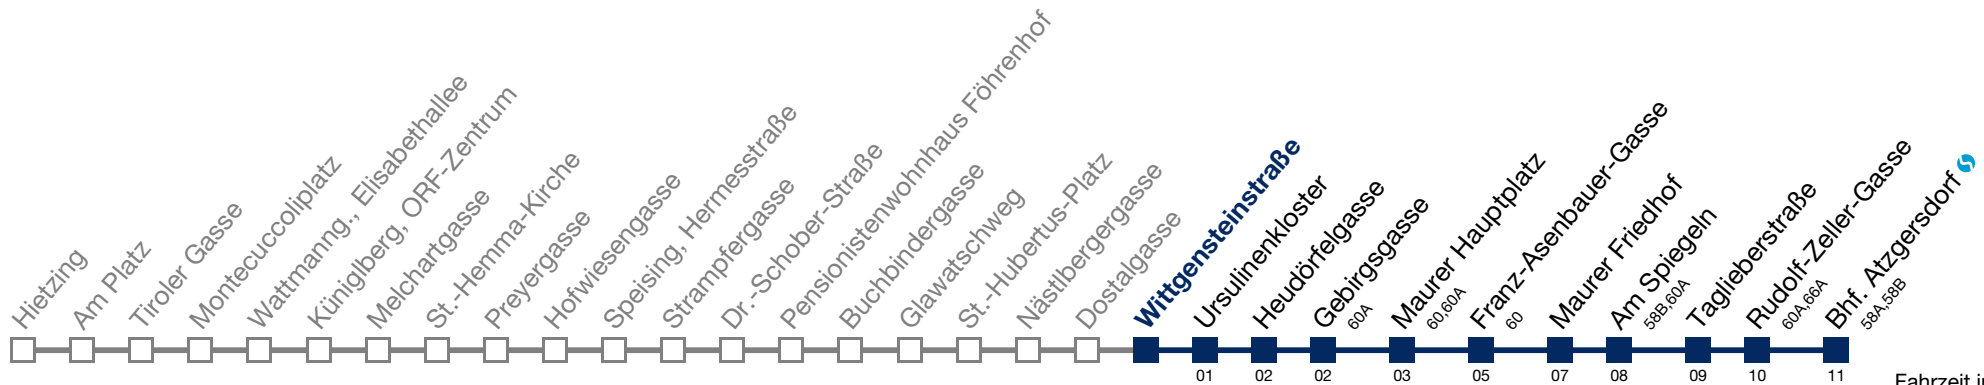 Hietzing
Am Platz
Tiroler Gasse
Montecuccoliplatz
Wattmanng., Elisabethallee
Küniglberg, ORF-Zentrum
Melchartgasse
St.-Hemma-Kirche
Preyergasse
Hofwiesengasse
Speising, Hermesstraße
Strampfergasse
Dr.-Schober-Straße
Pensionistenwohnhaus Föhrenhof
Buchbindergasse
Glawatschweg
St.-Hubertus-Platz
Nästlbergergasse
Dostalgasse
Wittgensteinstraße
Ursulinenkloster
Heudörfelgasse
Gebirgsgasse
60A
Maurer Hauptplatz
60,60A
Franz-Asenbauer-Gasse
60
Maurer Friedhof
Am Spiegeln
58B,60A
Taglieberstraße
Rudolf-Zeller-Gasse
60A,66A
Bhf. Atzgersdorf
58A,58B
01 02 02 03 05 07 08 09 10 11
Fahrzeit